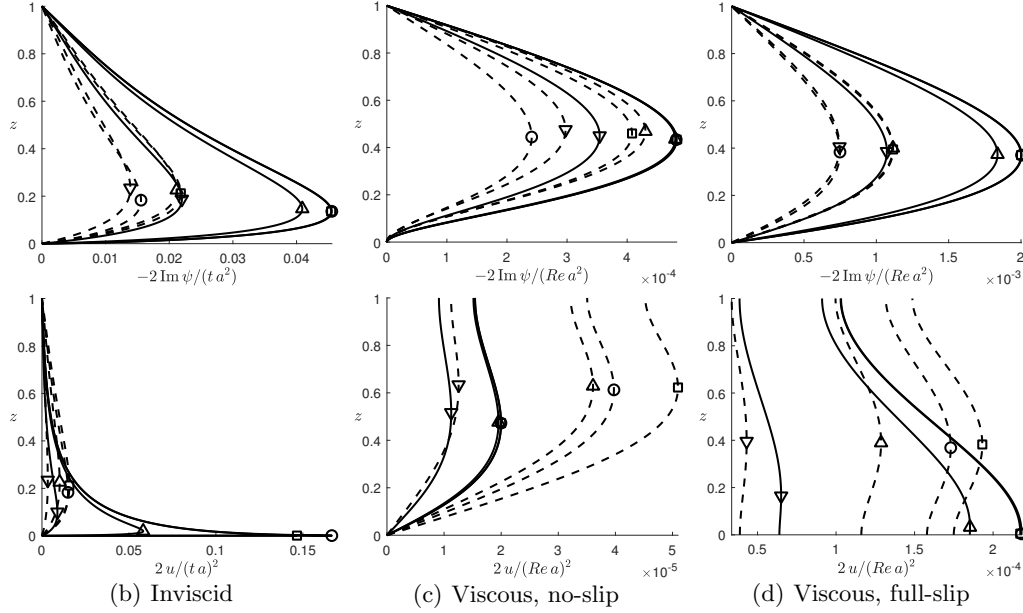 1
0.8
0.6
z
0.4
0.2
0
0 0.01 0.02 0.03 0.04
−2 Im ψ/(t a²)
1
0.8
0.6
z
0.4
0.2
0
0 1 2 3 4
×10⁻⁴
−2 Im ψ/(Re a²)
1
0.8
0.6
z
0.4
0.2
0
0 0.5 1 1.5 2
×10⁻³
−2 Im ψ/(Re a²)
1
0.8
0.6
z
0.4
0.2
0
0 0.05 0.1 0.15
2 u/(t a)²
1
0.8
0.6
z
0.4
0.2
0
0 1 2 3 4 5
×10⁻⁵
2 u/(Re a)²
1
0.8
0.6
z
0.4
0.2
0
0.5 1 1.5 2
×10⁻⁴
2 u/(Re a)²
(b) Inviscid
(c) Viscous, no-slip
(d) Viscous, full-slip